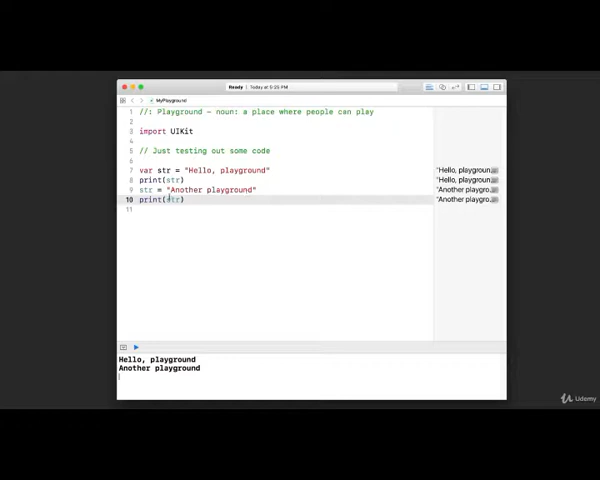 Ready | Today at 5:25 PM
MyPlayground
1 //: Playground - noun: a place where people can play
2
3 import UIKit
4
5 // Just testing out some code
6
7 var str = "Hello, playground" "Hello, playgroun
8 print(str) "Hello, playgroun
9 str = "Another playground" "Another playgro
10 print(str) "Another playgro
11
Hello, playground
Another playground
Udemy